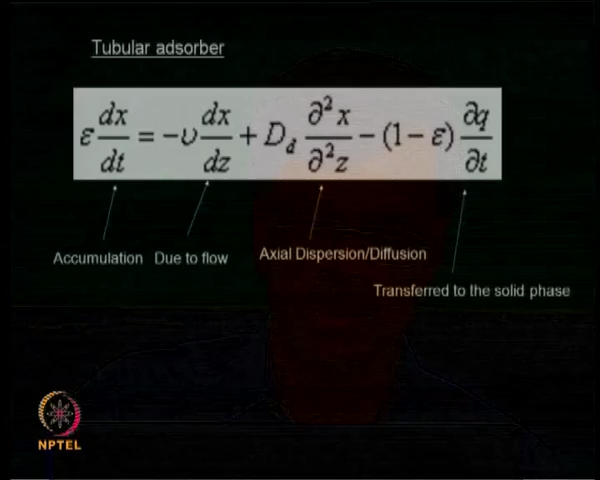 Tubular adsorber
ε dx/dt = -υ dx/dz + D_d ∂²x/∂²z - (1-ε) ∂q/∂t
Accumulation Due to flow Axial Dispersion/Diffusion
Transferred to the solid phase
NPTEL